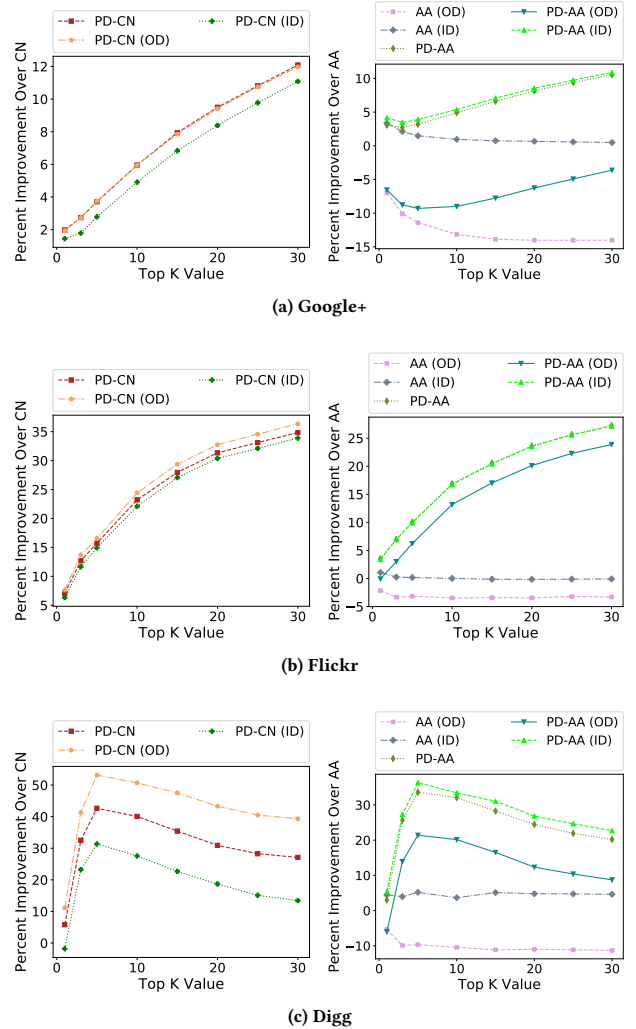 PD-CN
PD-CN (OD)
PD-CN (ID)
Percent Improvement Over CN
12
10
8
6
4
2
0
10
20
30
Top K Value
AA (OD)
AA (ID)
PD-AA
PD-AA (OD)
PD-AA (ID)
Percent Improvement Over AA
10
5
0
−5
−10
−15
0
10
20
30
Top K Value
(a) Google+
PD-CN
PD-CN (OD)
PD-CN (ID)
Percent Improvement Over CN
35
30
25
20
15
10
5
0
10
20
30
Top K Value
AA (OD)
AA (ID)
PD-AA
PD-AA (OD)
PD-AA (ID)
Percent Improvement Over AA
25
20
15
10
5
0
−5
0
10
20
30
Top K Value
(b) Flickr
PD-CN
PD-CN (OD)
PD-CN (ID)
Percent Improvement Over CN
50
40
30
20
10
0
0
10
20
30
Top K Value
AA (OD)
AA (ID)
PD-AA
PD-AA (OD)
PD-AA (ID)
Percent Improvement Over AA
30
20
10
0
−10
0
10
20
30
Top K Value
(c) Digg